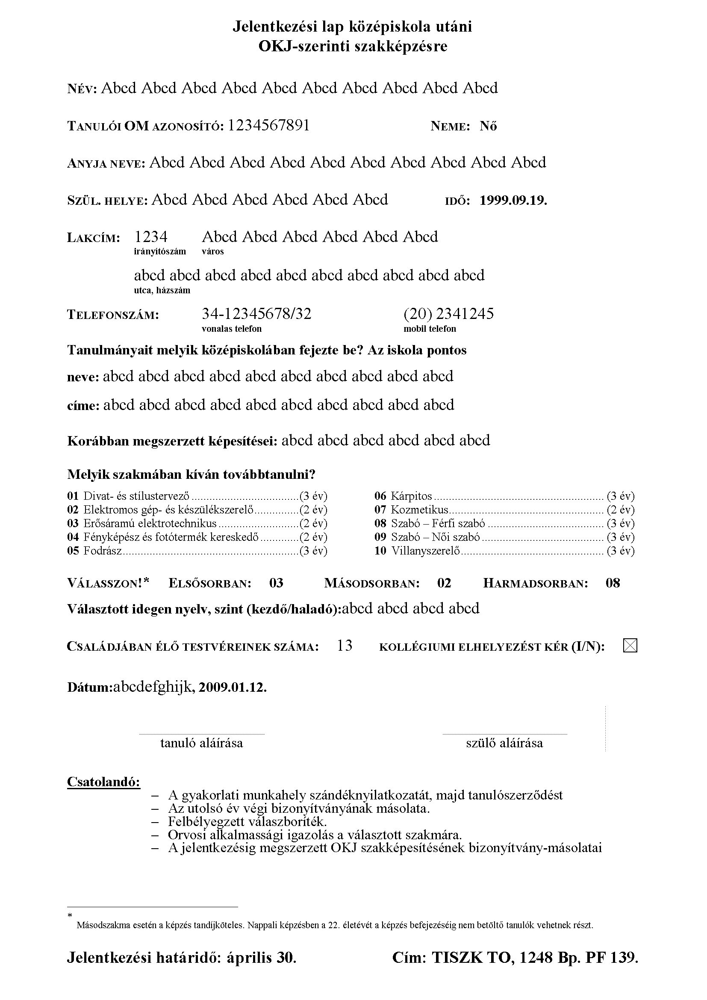 Jelentkezési lap középiskola utáni
OKJ-szerinti szakképzésre
NÉV: Abcd Abcd Abcd Abcd Abcd Abcd Abcd Abcd Abcd Abcd
TANULÓI OM AZONOSÍTÓ: 1234567891 NEME: Nő
ANYJA NEVE: Abcd Abcd Abcd Abcd Abcd Abcd Abcd Abcd Abcd Abcd
SZÜL. HELYE: Abcd Abcd Abcd Abcd Abcd Abcd IDŐ: 1999.09.19.
LAKCÍM: 1234 Abcd Abcd Abcd Abcd Abcd Abcd
irányítószám város
abcd abcd abcd abcd abcd abcd abcd abcd abcd abcd
utca, házszám
TELEFONSZÁM: 34-12345678/32 (20) 2341245
vonalas telefon mobil telefon
Tanulmányait melyik középiskolában fejezte be? Az iskola pontos
neve: abcd abcd abcd abcd abcd abcd abcd abcd abcd abcd
címe: abcd abcd abcd abcd abcd abcd abcd abcd abcd abcd
Korábban megszerzett képesítései: abcd abcd abcd abcd abcd abcd
Melyik szakmában kíván továbbtanulni?
01 Divat- és stílustervező (3 év)
02 Elektromos gép- és készülékszerelő (2 év)
03 Erősáramú elektrotechnikus (2 év)
04 Fényképész és fotótermék kereskedő (2 év)
05 Fodrász (3 év)
06 Kárpitos (3 év)
07 Kozmetikus (2 év)
08 Szabó – Férfi szabó (3 év)
09 Szabó – Női szabó (3 év)
10 Villanyszerelő (3 év)
VÁLASSZON!* ELSŐSORBAN: 03 MÁSODSORBAN: 02 HARMADSORBAN: 08
Választott idegen nyelv, szint (kezdő/haladó):abcd abcd abcd abcd
CSALÁDJÁBAN ÉLŐ TESTVÉREINEK SZÁMA: 13 KOLLÉGIUMI ELHELYEZÉST KÉR (I/N): ☒
Dátum:abcdefghijk, 2009.01.12.
tanuló aláírása szülő aláírása
Csatolandó:
– A gyakorlati munkahely szándéknyilatkozatát, majd tanulószerződést
– Az utolsó év végi bizonyítványának másolata.
– Felbélyegzett válaszboríték.
– Orvosi alkalmassági igazolás a választott szakmára.
– A jelentkezésig megszerzett OKJ szakképesítésének bizonyítvány-másolatai
*
Másodszakma esetén a képzés tandíjköteles. Nappali képzésben a 22. életévét a képzés befejezéséig nem betöltő tanulók vehetnek részt.
Jelentkezési határidő: április 30. Cím: TISZK TO, 1248 Bp. PF 139.